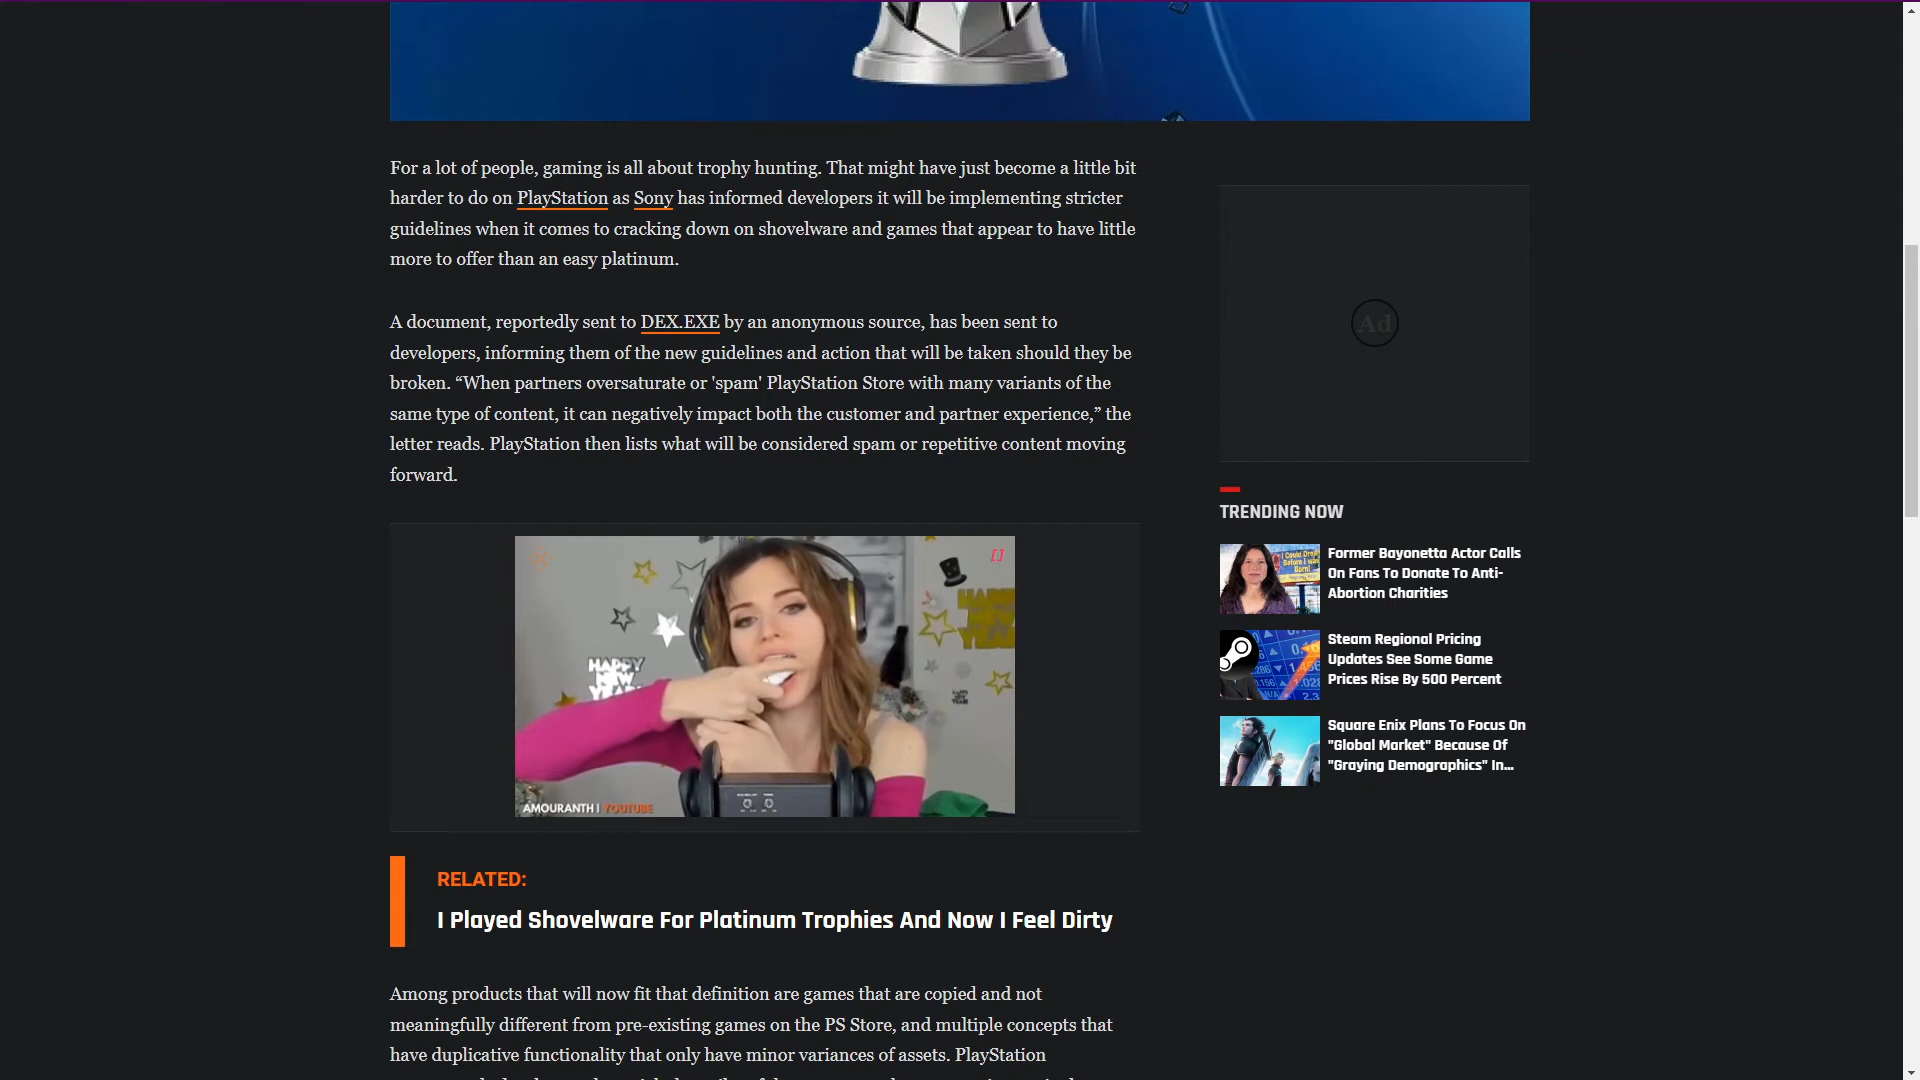 For a lot of people, gaming is all about trophy hunting. That might have just become a little bit
harder to do on PlayStation as Sony has informed developers it will be implementing stricter
guidelines when it comes to cracking down on shovelware and games that appear to have little
more to offer than an easy platinum.
A document, reportedly sent to DEX.EXE by an anonymous source, has been sent to
developers, informing them of the new guidelines and action that will be taken should they be
broken. “When partners oversaturate or 'spam' PlayStation Store with many variants of the
same type of content, it can negatively impact both the customer and partner experience,” the
letter reads. PlayStation then lists what will be considered spam or repetitive content moving
forward.
HAPPY
NEW
YEAR
AMOURANTH | YOUTUBE
RELATED:
I Played Shovelware For Platinum Trophies And Now I Feel Dirty
Among products that will now fit that definition are games that are copied and not
meaningfully different from pre-existing games on the PS Store, and multiple concepts that
have duplicative functionality that only have minor variances of assets. PlayStation
Ad
TRENDING NOW
Former Bayonetta Actor Calls
On Fans To Donate To Anti-
Abortion Charities
Steam Regional Pricing
Updates See Some Game
Prices Rise By 500 Percent
Square Enix Plans To Focus On
"Global Market" Because Of
"Graying Demographics" In...